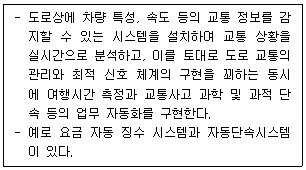 - 도로상에 차량 특성, 속도 등의 교통 정보를 감
지할 수 있는 시스템을 설치하여 교통 상황을
실시간으로 분석하고, 이를 토대로 도로 교통의
관리와 최적 신호 체계의 구현을 꾀하는 동시
에 여행시간 측정과 교통사고 과학 및 과적 단
속 등의 업무 자동화를 구현한다.
- 예로 요금 자동 징수 시스템과 자동단속시스템
이 있다.